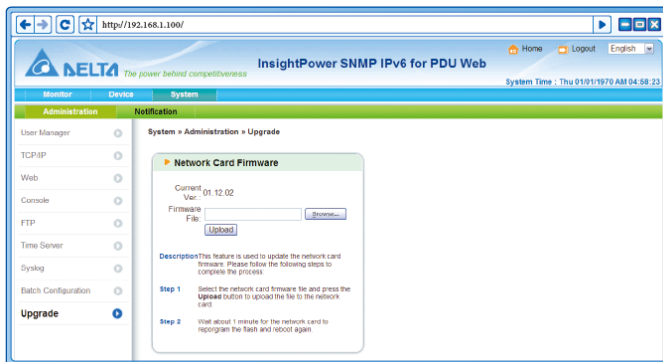 http://192.168.1.100/
Home Logout English
DELTA The power behind competitiveness
InsightPower SNMP IPv6 for PDU Web
System Time : Thu 01/01/1970 AM 04:58:23
Monitor Device System
Administration Notification
User Manager
TCP/IP
Web
Console
FTP
Time Server
Syslog
Batch Configuration
Upgrade
System » Administration » Upgrade
Network Card Firmware
Current
Ver.: 01.12.02
Firmware
File: Browse...
Upload
Description This feature is used to update the network card
firmware. Please follow the following steps to
complete the process:
Step 1 Select the network card firmware file and press the
Upload button to upload the file to the network
card.
Step 2 Wait about 1 minute for the network card to
reporgram the flash and reboot again.